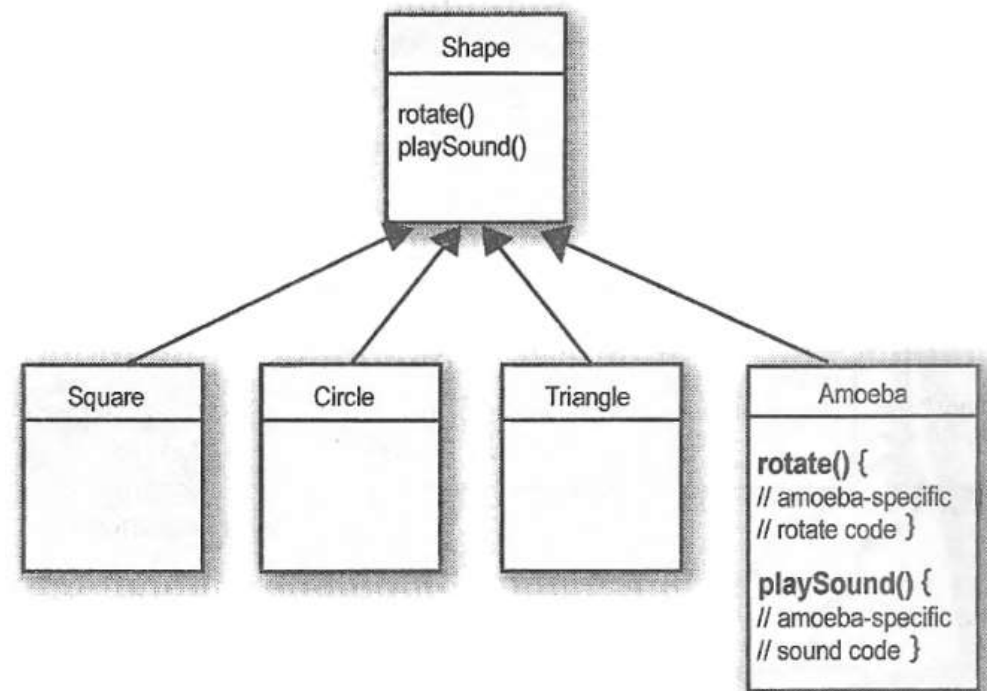 Shape
rotate()
playSound()
Square
Circle
Triangle
Amoeba
rotate() {
// amoeba-specific
// rotate code }
playSound() {
// amoeba-specific
// sound code }